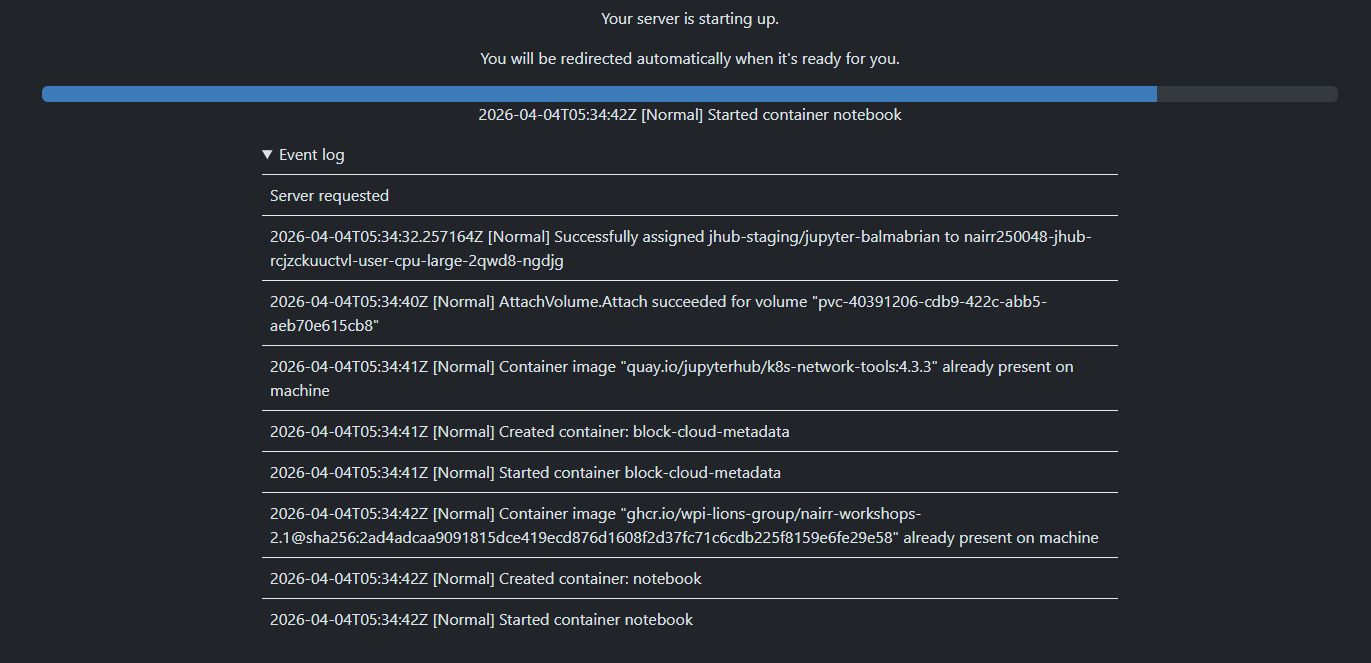 Your server is starting up.
You will be redirected automatically when it's ready for you.
2026-04-04T05:34:42Z [Normal] Started container notebook
▼ Event log
Server requested
2026-04-04T05:34:32.257164Z [Normal] Successfully assigned jhub-staging/jupyter-balmabrian to nairr250048-jhub-
rcjzckuuctvl-user-cpu-large-2qwd8-ngdjg
2026-04-04T05:34:40Z [Normal] AttachVolume.Attach succeeded for volume "pvc-40391206-cdb9-422c-abb5-
aeb70e615cb8"
2026-04-04T05:34:41Z [Normal] Container image "quay.io/jupyterhub/k8s-network-tools:4.3.3" already present on
machine
2026-04-04T05:34:41Z [Normal] Created container: block-cloud-metadata
2026-04-04T05:34:41Z [Normal] Started container block-cloud-metadata
2026-04-04T05:34:42Z [Normal] Container image "ghcr.io/wpi-lions-group/nairr-workshops-
2.1@sha256:2ad4adcaa9091815dce419ecd876d1608f2d37fc71c6cdb225f8159e6fe29e58" already present on machine
2026-04-04T05:34:42Z [Normal] Created container: notebook
2026-04-04T05:34:42Z [Normal] Started container notebook